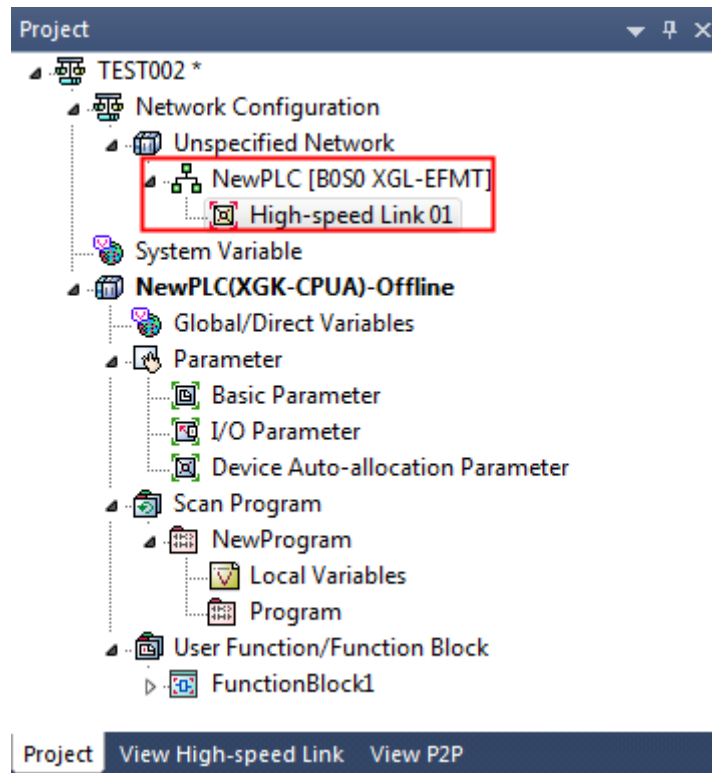 Project
TEST002 *
Network Configuration
Unspecified Network
NewPLC [B0S0 XGL-EFMT]
High-speed Link 01
System Variable
NewPLC(XGK-CPUA)-Offline
Global/Direct Variables
Parameter
Basic Parameter
I/O Parameter
Device Auto-allocation Parameter
Scan Program
NewProgram
Local Variables
Program
User Function/Function Block
FunctionBlock1
Project View High-speed Link View P2P